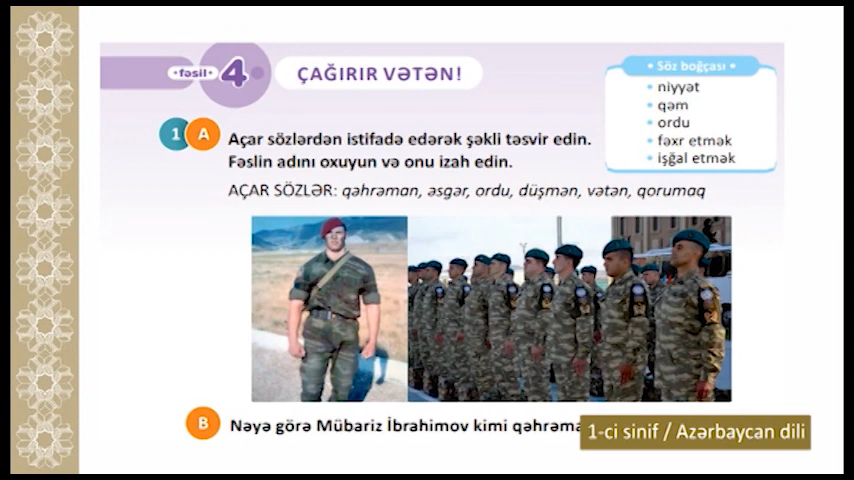 •fəsil• 4
ÇAĞIRIR VƏTƏN!
• Söz boğçası •
• niyyət
• qəm
• ordu
• fəxr etmək
• işğal etmək
1 A Açar sözlərdən istifadə edərək şəkli təsvir edin.
Fəslin adını oxuyun və onu izah edin.
AÇAR SÖZLƏR: qəhrəman, əsgər, ordu, düşmən, vətən, qorumaq
B Nəyə görə Mübariz İbrahimov kimi
1-ci sinif / Azərbaycan dili